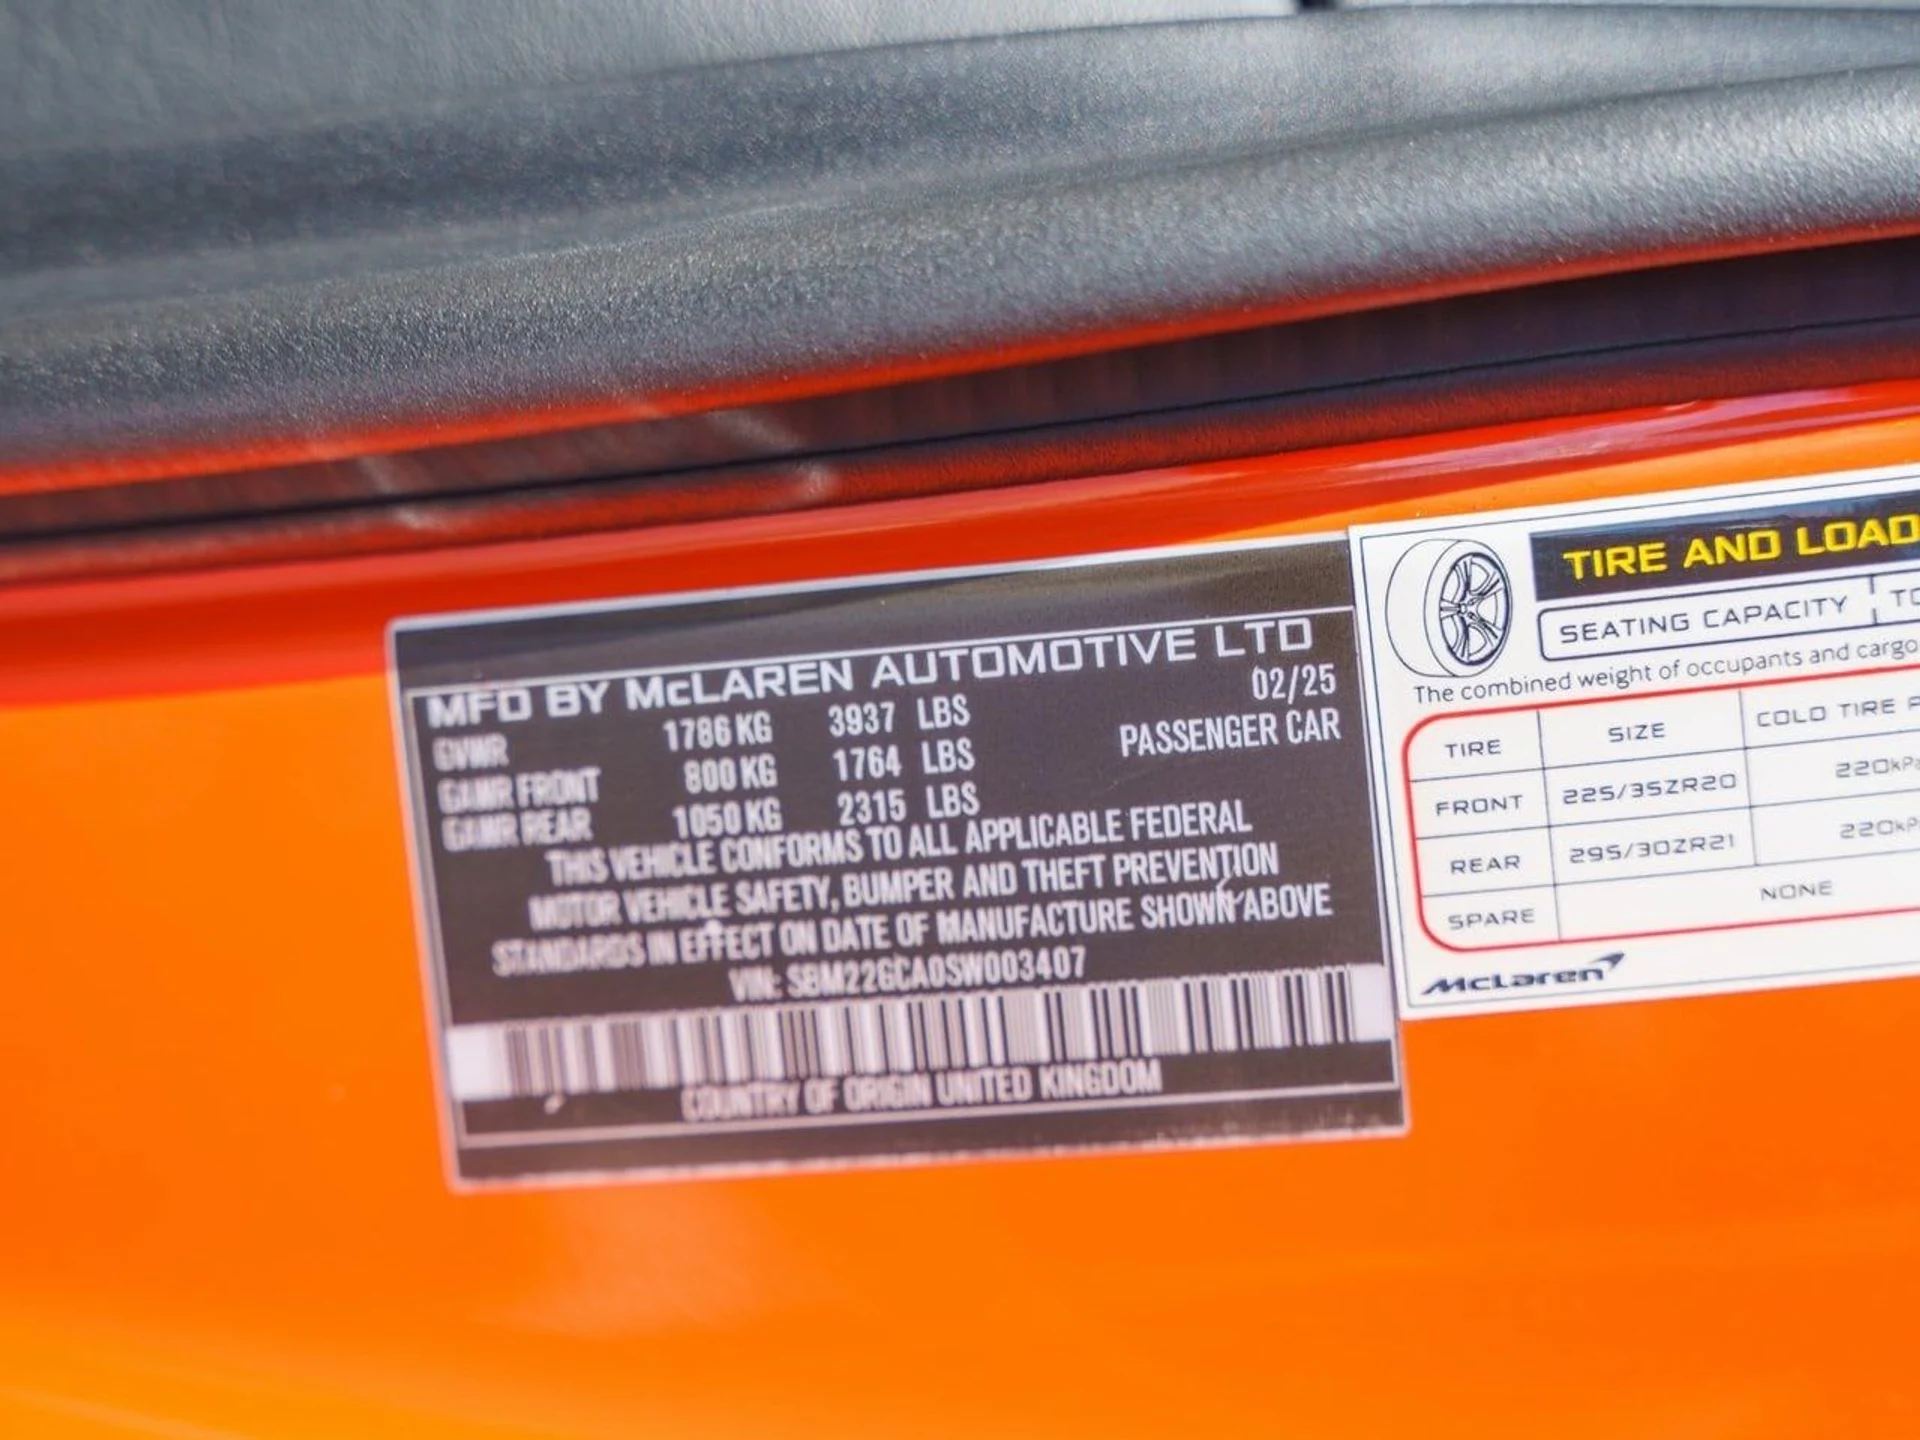 MFD BY McLAREN AUTOMOTIVE LTD
02/25
GVWR 1786 KG 3937 LBS
PASSENGER CAR
GAWR FRONT 800 KG 1764 LBS
GAWR REAR 1050 KG 2315 LBS
THIS VEHICLE CONFORMS TO ALL APPLICABLE FEDERAL
MOTOR VEHICLE SAFETY, BUMPER AND THEFT PREVENTION
STANDARDS IN EFFECT ON DATE OF MANUFACTURE SHOWN ABOVE
VIN: SBM22GCA0SW003407
COUNTRY OF ORIGIN UNITED KINGDOM
TIRE AND LOAD
SEATING CAPACITY TO
The combined weight of occupants and cargo
TIRE SIZE COLD TIRE P
FRONT 225/35ZR20 220kPa
REAR 295/30ZR21 220kP
SPARE NONE
McLaren